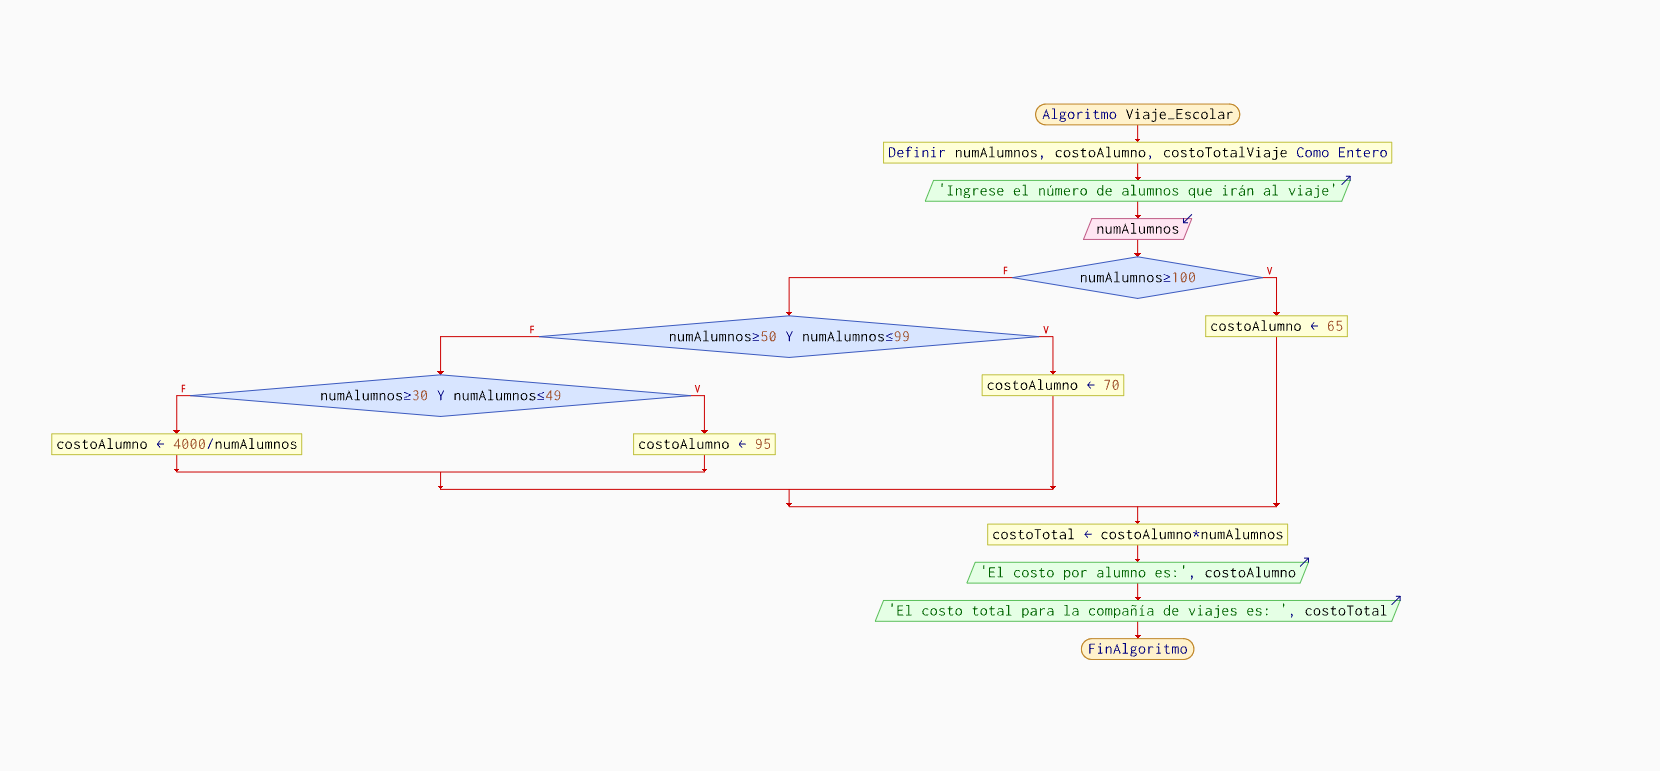 Algoritmo Viaje_Escolar
Definir numAlumnos, costoAlumno, costoTotalViaje Como Entero
'Ingrese el número de alumnos que irán al viaje'
numAlumnos
numAlumnos≥100
F
V
costoAlumno ← 65
numAlumnos≥50 Y numAlumnos≤99
F
V
costoAlumno ← 70
numAlumnos≥30 Y numAlumnos≤49
F
V
costoAlumno ← 4000/numAlumnos
costoAlumno ← 95
costoTotal ← costoAlumno*numAlumnos
'El costo por alumno es:', costoAlumno
'El costo total para la compañía de viajes es: ', costoTotal
FinAlgoritmo